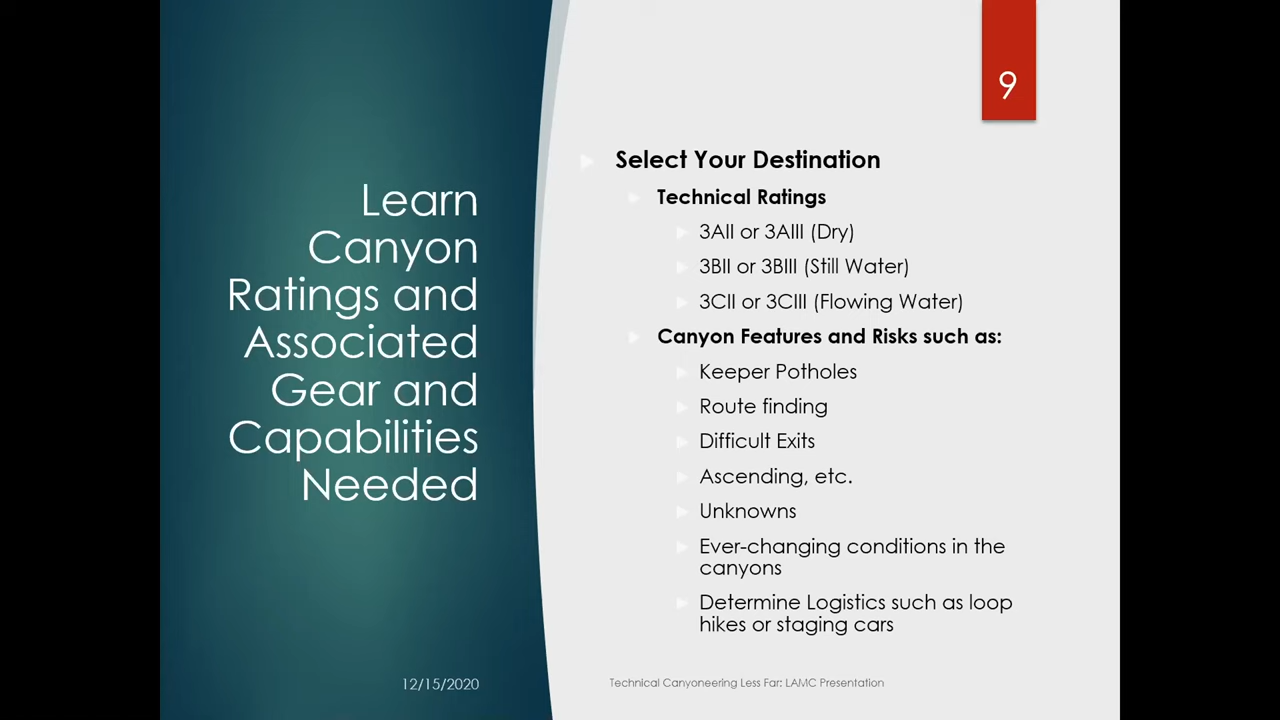 Learn
Canyon
Ratings and
Associated
Gear and
Capabilities
Needed
9
Select Your Destination
Technical Ratings
3AII or 3AIII (Dry)
3BII or 3BIII (Still Water)
3CII or 3CIII (Flowing Water)
Canyon Features and Risks such as:
Keeper Potholes
Route finding
Difficult Exits
Ascending, etc.
Unknowns
Ever-changing conditions in the
canyons
Determine Logistics such as loop
hikes or staging cars
12/15/2020
Technical Canyoneering Less Far: LAMC Presentation